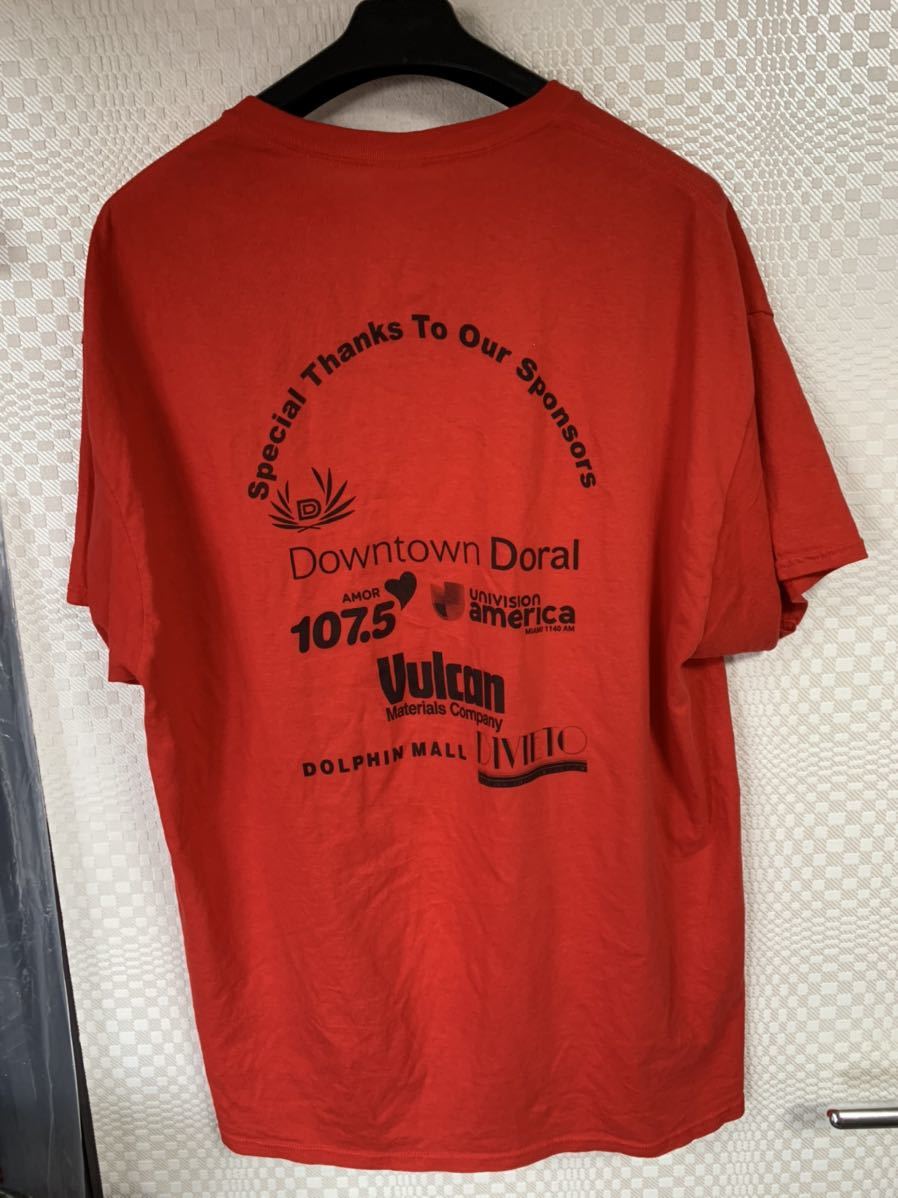 Special Thanks To Our Sponsors
D
Downtown Doral
AMOR
107.5
UNIVISION
america
MIAMI 1140 AM
Vulcan
Materials Company
DOLPHIN MALL
DIVIETO